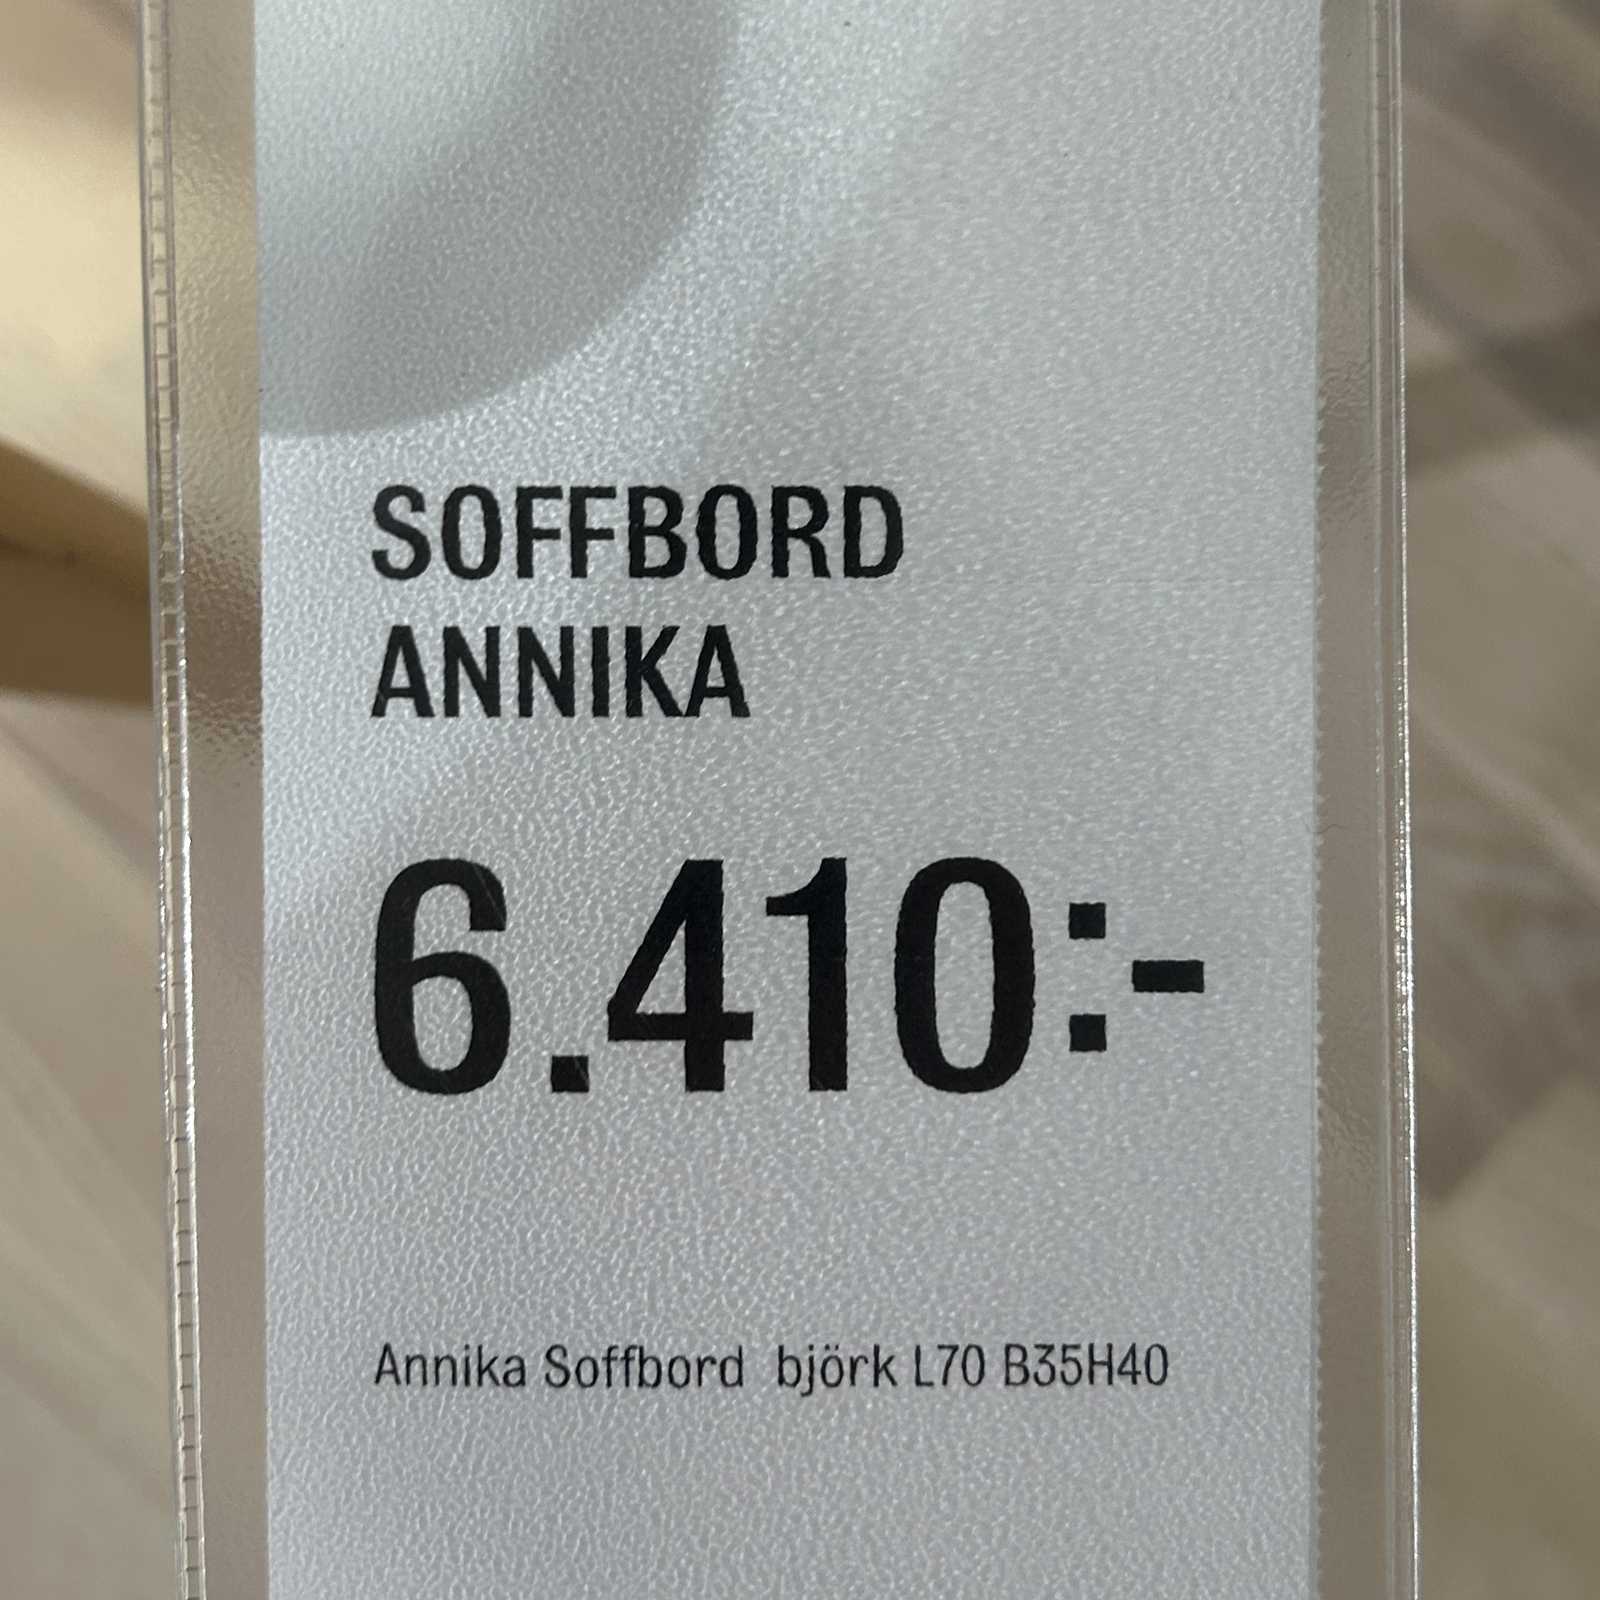 SOFFBORD
ANNIKA
6.410:-
Annika Soffbord björk L70 B35H40